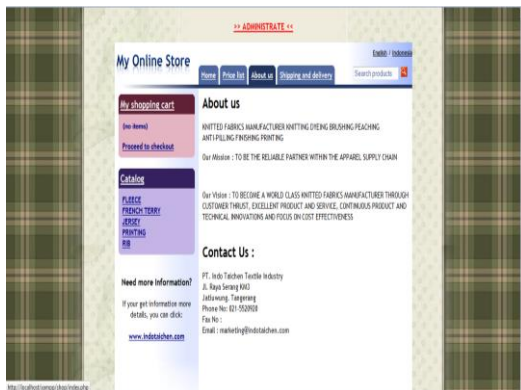 >> ADMINISTRATE <<
English / Indonesia
My Online Store
Home Price list About us Shipping and delivery
Search products
My shopping cart
(no items)
Proceed to checkout
Catalog
FLEECE
FRENCH TERRY
JERSEY
PRINTING
RIB
Need more Information?
If your get information more
details, you can click:
www.indotaichen.com
About us
KNITTED FABRICS MANUFACTURER KNITTING DYEING BRUSHING PEACHING
ANTI-PILLING FINISHING PRINTING
Our Mission : TO BE THE RELIABLE PARTNER WITHIN THE APPAREL SUPPLY CHAIN
Our Vision : TO BECOME A WORLD CLASS KNITTED FABRICS MANUFACTURER THROUGH
CUSTOMER THRUST, EXCELLENT PRODUCT AND SERVICE, CONTINUOUS PRODUCT AND
TECHNICAL INNOVATIONS AND FOCUS ON COST EFFECTIVENESS
Contact Us :
PT. Indo Taichen Textile Industry
Jl. Raya Serang KM3
Jatiuwung, Tangerang
Phone No: 021-5520920
Fax No :
Email : marketing@indotaichen.com
http://localhost/xampp/shop/index.php